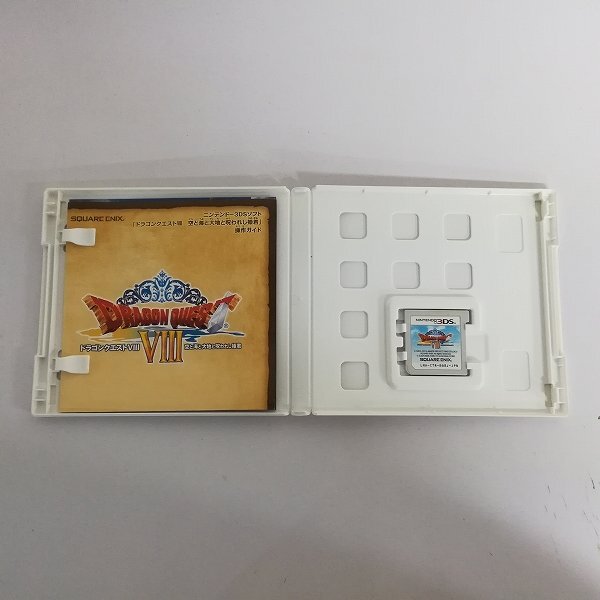 SQUARE ENIX.
ニンテンドー3DSソフト
「ドラゴンクエストVIII 空と海と大地と呪われし姫君」
操作ガイド
DRAGON QUEST
VIII
ドラゴンクエストVIII 空と海と大地と呪われし姫君
NINTENDO 3DS
SQUARE ENIX.